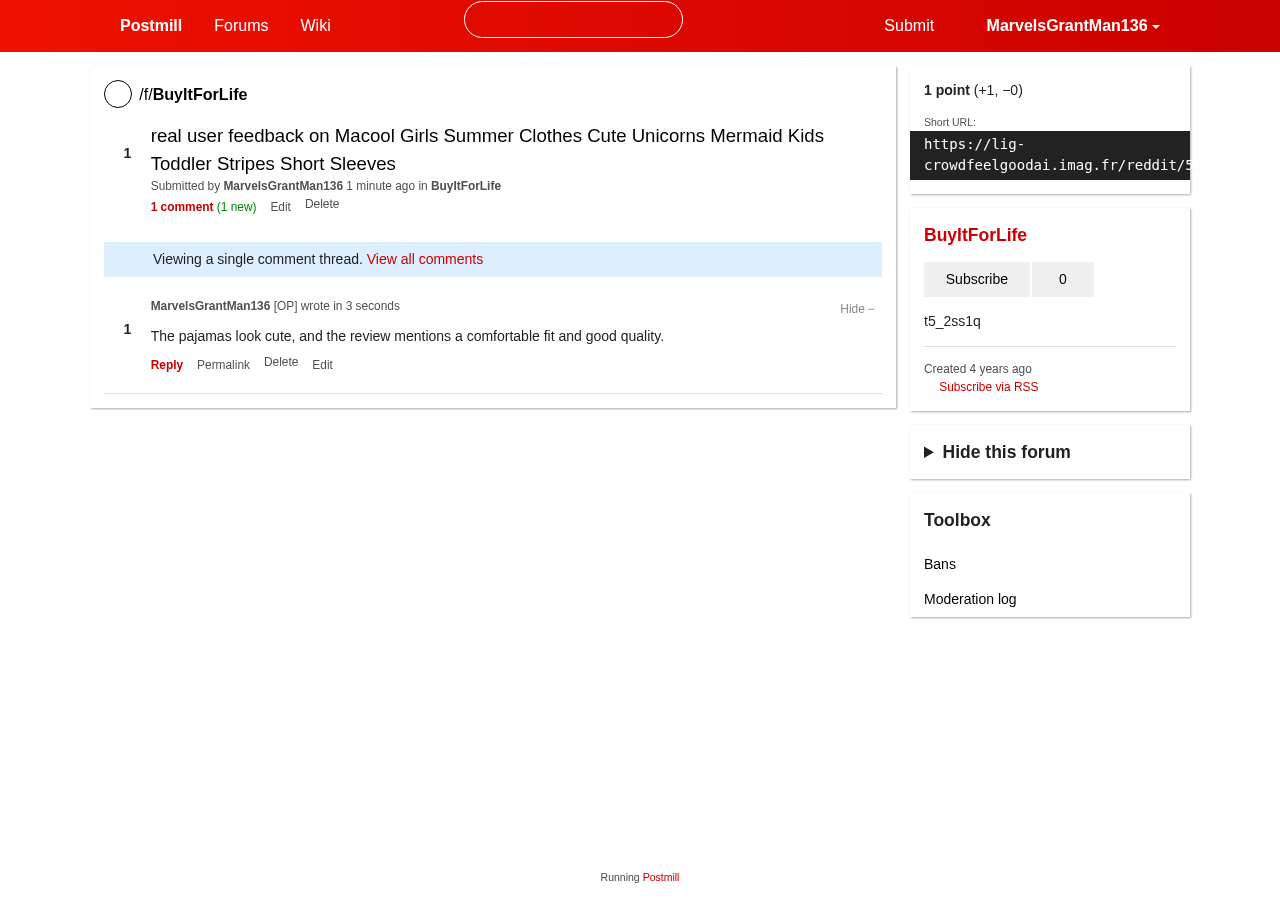 Postmill Forums Wiki Submit MarvelsGrantMan136
/f/BuyItForLife
1
real user feedback on Macool Girls Summer Clothes Cute Unicorns Mermaid Kids
Toddler Stripes Short Sleeves
Submitted by MarvelsGrantMan136 1 minute ago in BuyItForLife
1 comment (1 new) Edit Delete
Viewing a single comment thread. View all comments
MarvelsGrantMan136 [OP] wrote in 3 seconds
Hide −
1
The pajamas look cute, and the review mentions a comfortable fit and good quality.
Reply Permalink Delete Edit
1 point (+1, −0)
Short URL:
https://lig-
crowdfeelgoodai.imag.fr/reddit/5
BuyItForLife
Subscribe 0
t5_2ss1q
Created 4 years ago
Subscribe via RSS
Hide this forum
Toolbox
Bans
Moderation log
Running Postmill